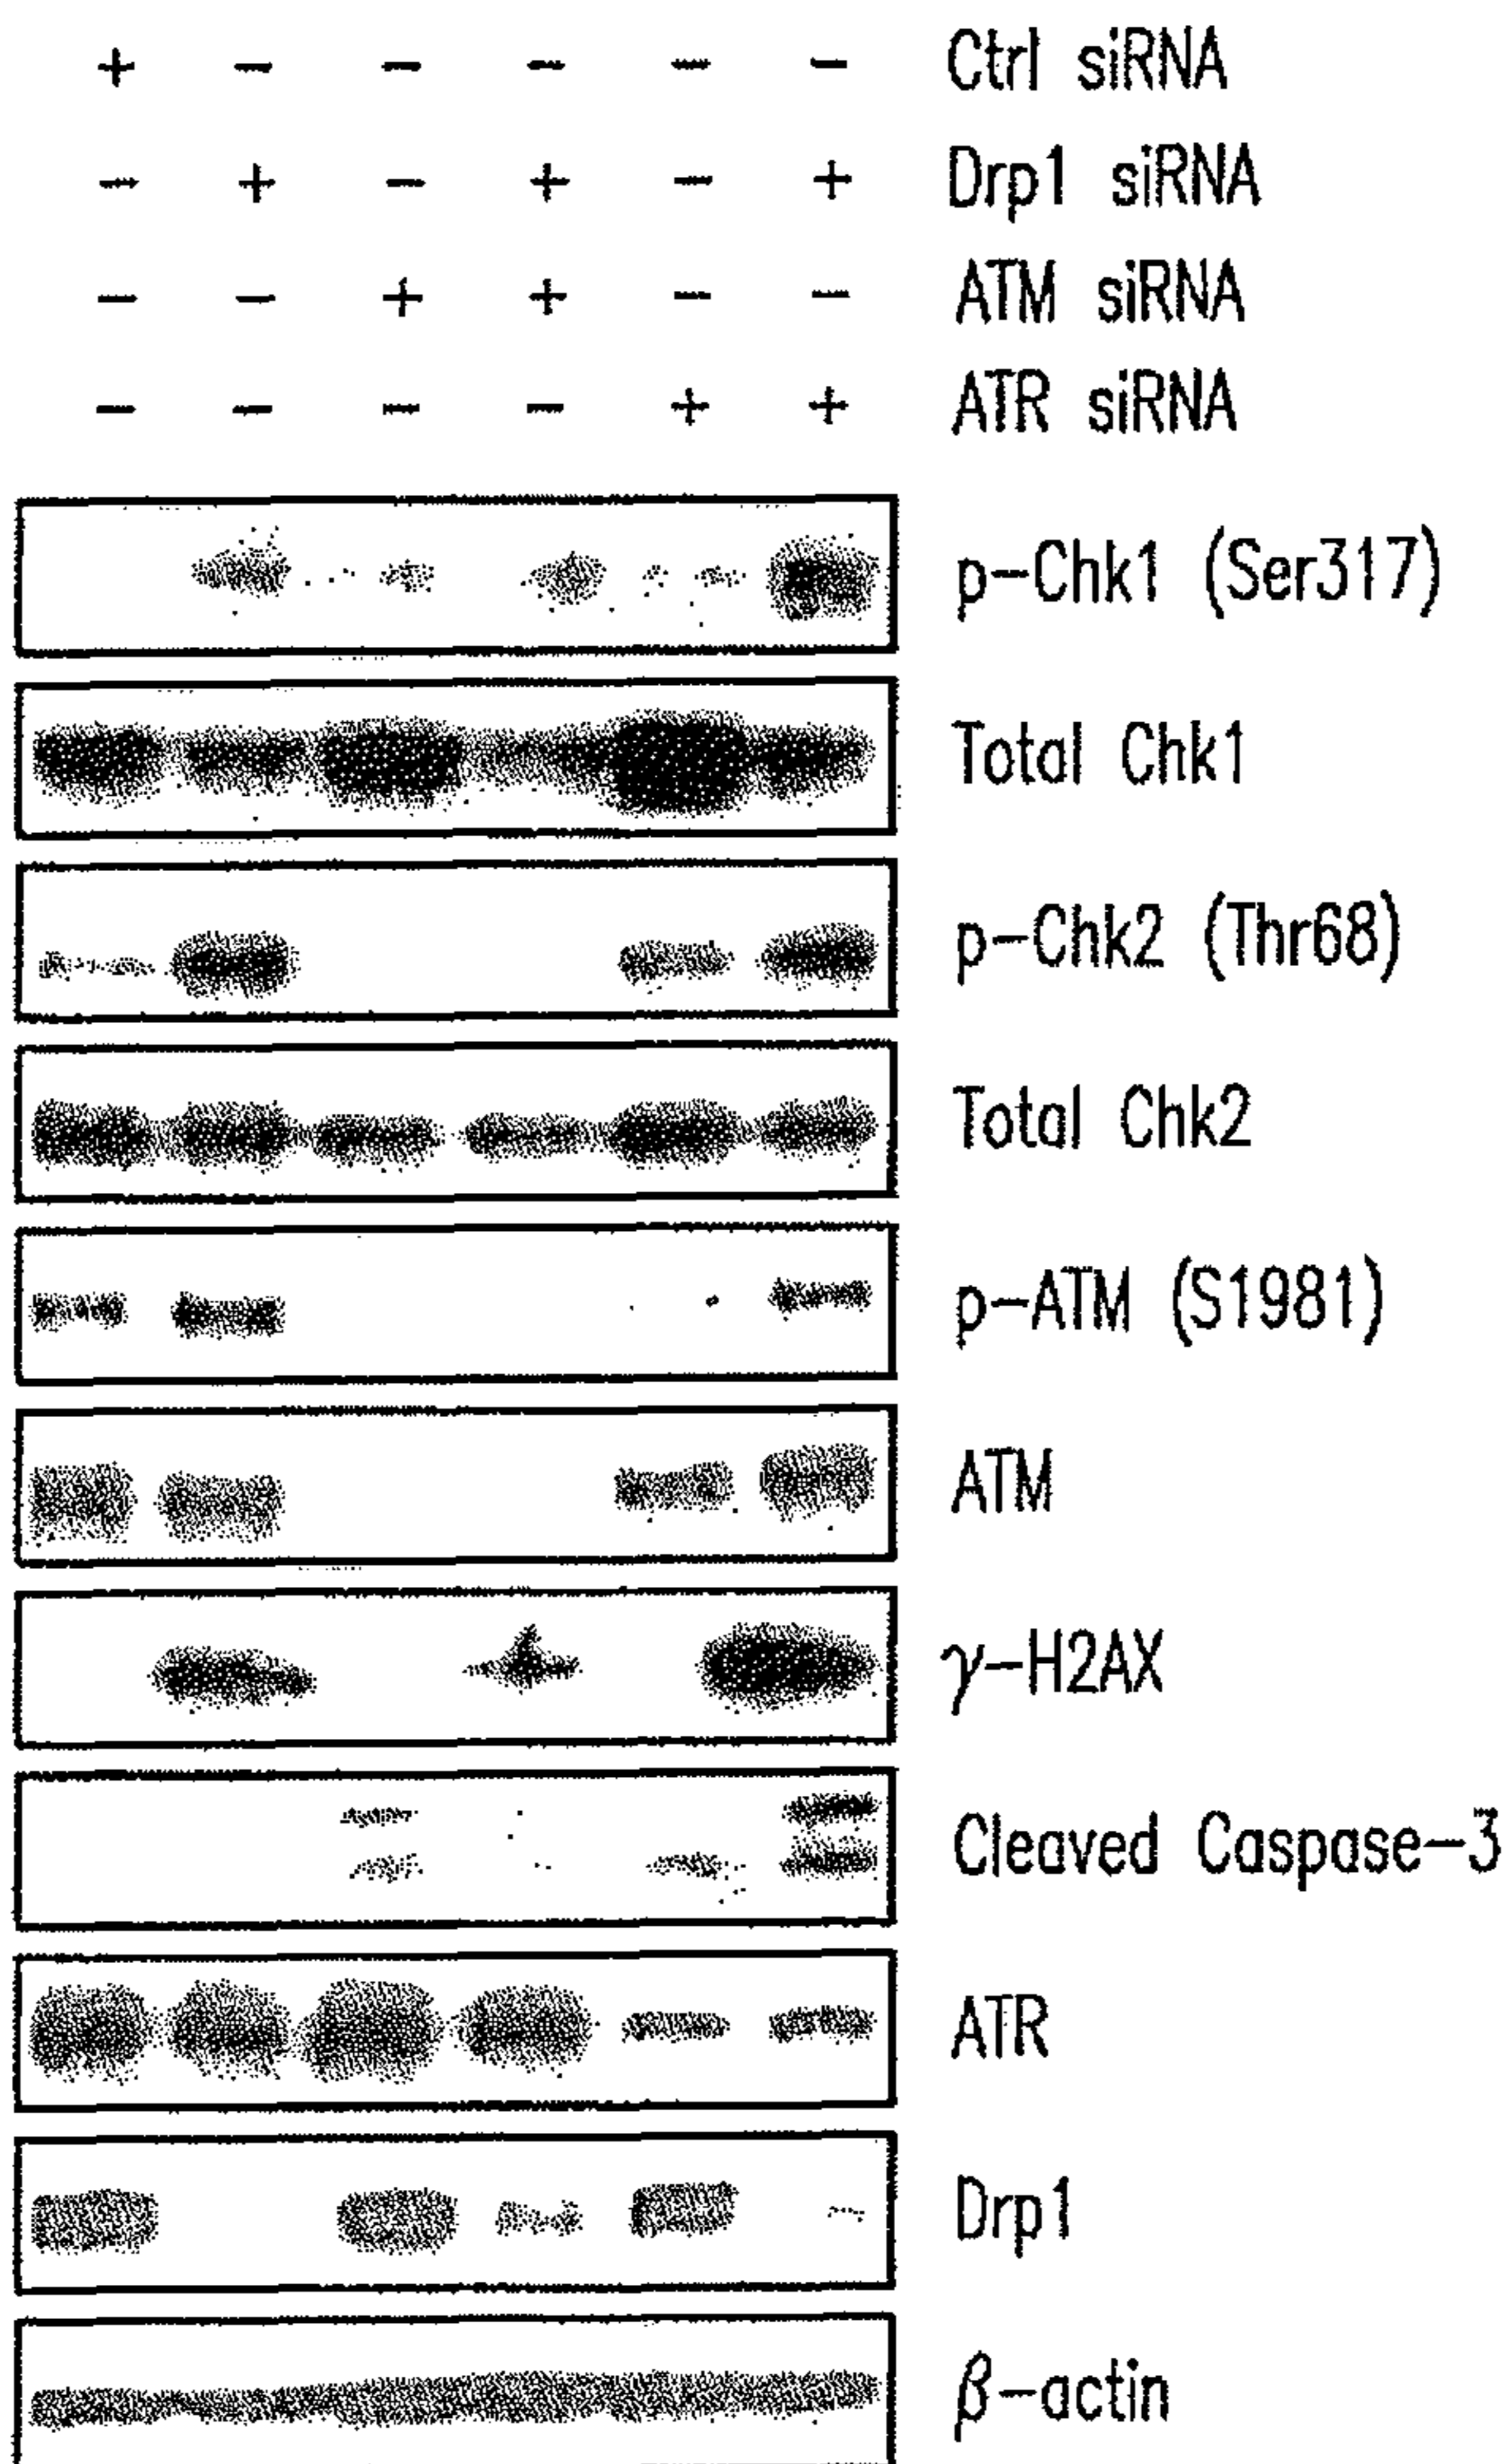 + − − − − − Ctrl siRNA
− + − + − + Drp1 siRNA
− − + + − − ATM siRNA
− − − − + + ATR siRNA
p−Chk1 (Ser317)
Total Chk1
p−Chk2 (Thr68)
Total Chk2
p−ATM (S1981)
ATM
γ−H2AX
Cleaved Caspase−3
ATR
Drp1
β−actin